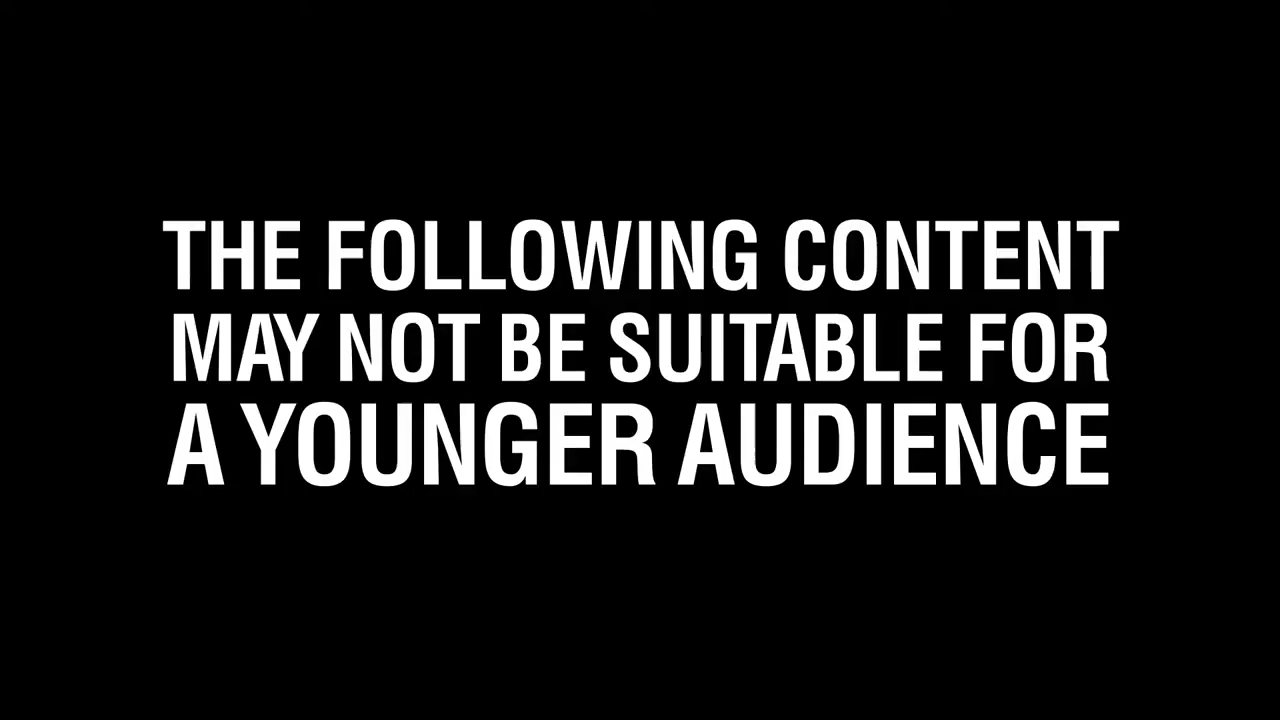 THE FOLLOWING CONTENT
MAY NOT BE SUITABLE FOR
A YOUNGER AUDIENCE